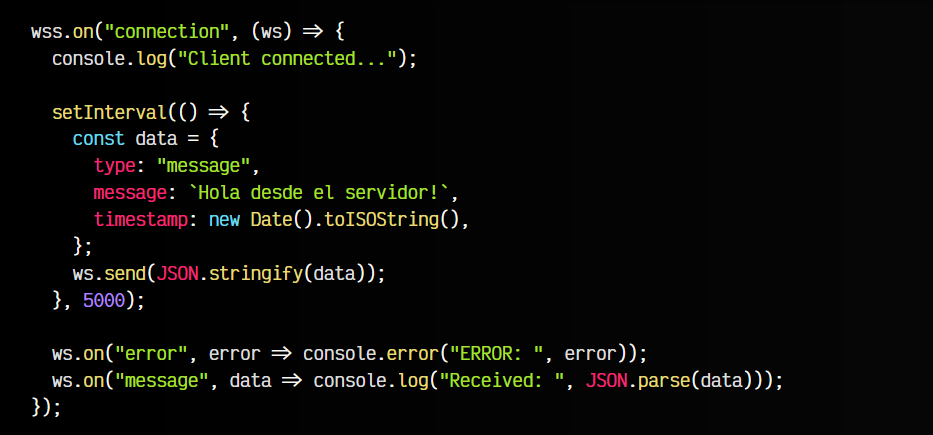 wss.on("connection", (ws) => {
  console.log("Client connected...");

  setInterval(() => {
    const data = {
      type: "message",
      message: `Hola desde el servidor!`,
      timestamp: new Date().toISOString(),
    };
    ws.send(JSON.stringify(data));
  }, 5000);

  ws.on("error", error => console.error("ERROR: ", error));
  ws.on("message", data => console.log("Received: ", JSON.parse(data)));
});